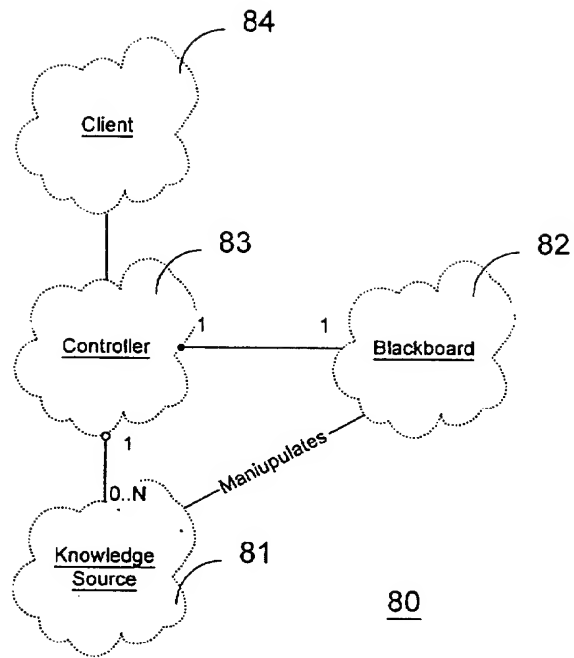 84
Client
83
82
Controller
1
1
Blackboard
1
Maniupulates
0..N
Knowledge
Source
81
80